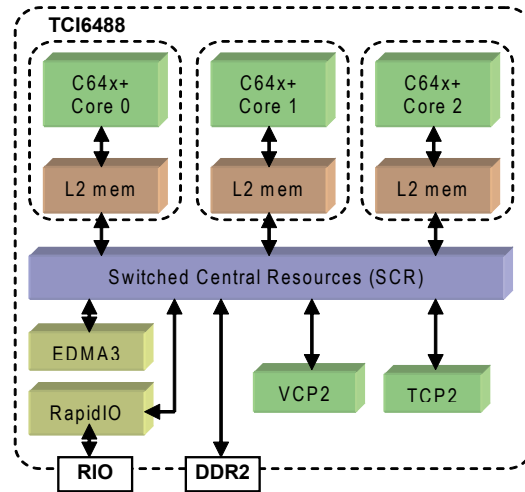 TCI6488
C64x+
Core 0
C64x+
Core 1
C64x+
Core 2
L2 mem
L2 mem
L2 mem
Switched Central Resources (SCR)
EDMA3
VCP2
TCP2
RapidIO
RIO
DDR2